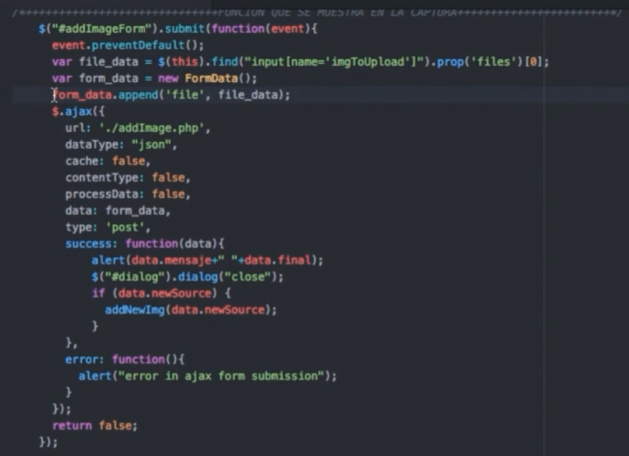 /*++++++++++++++++++++++++++++++FUNCION QUE SE MUESTRA EN LA CAPTURA+++++++++++++++++++++++++*/
$("#addImageForm").submit(function(event){
event.preventDefault();
var file_data = $(this).find("input[name='imgToUpload']").prop('files')[0];
var form_data = new FormData();
form_data.append('file', file_data);
$.ajax({
url: './addImage.php',
dataType: "json",
cache: false,
contentType: false,
processData: false,
data: form_data,
type: 'post',
success: function(data){
alert(data.mensaje+" "+data.final);
$("#dialog").dialog("close");
if (data.newSource) {
addNewImg(data.newSource);
}
},
error: function(){
alert("error in ajax form submission");
}
});
return false;
});